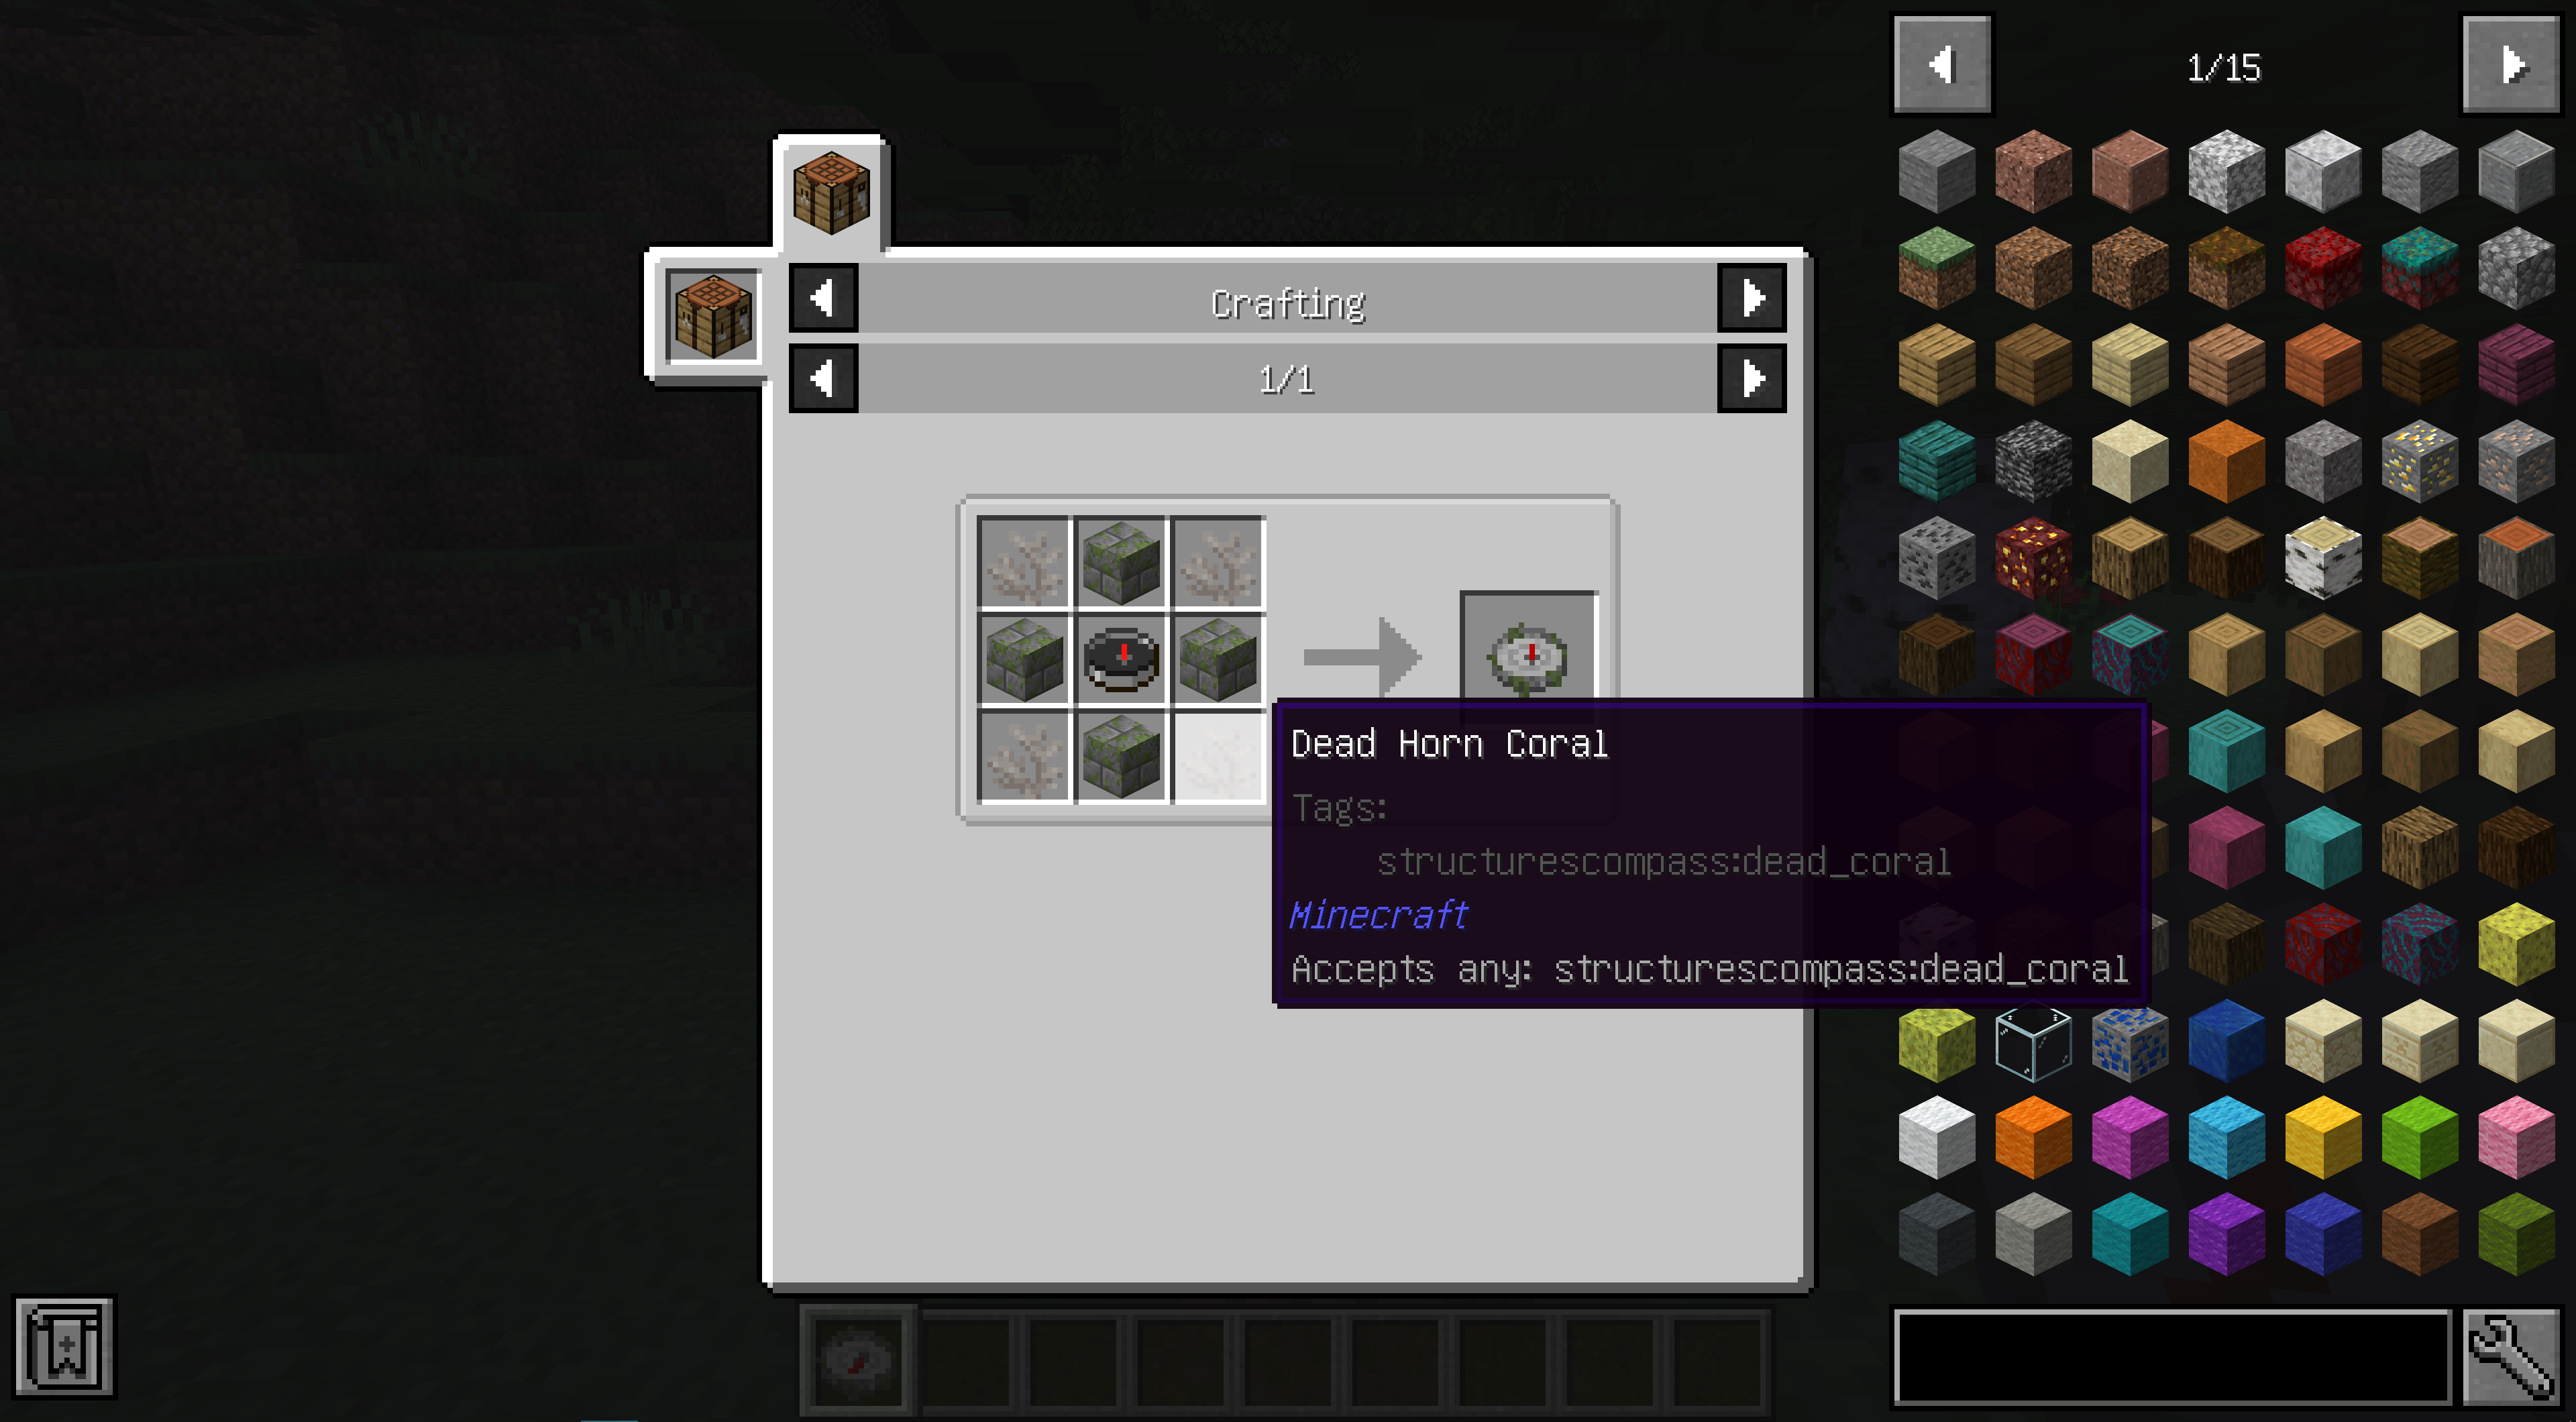 1/15
Crafting
1/1
Dead Horn Coral
Tags:
structurescompass:dead_coral
Minecraft
Accepts any: structurescompass:dead_coral